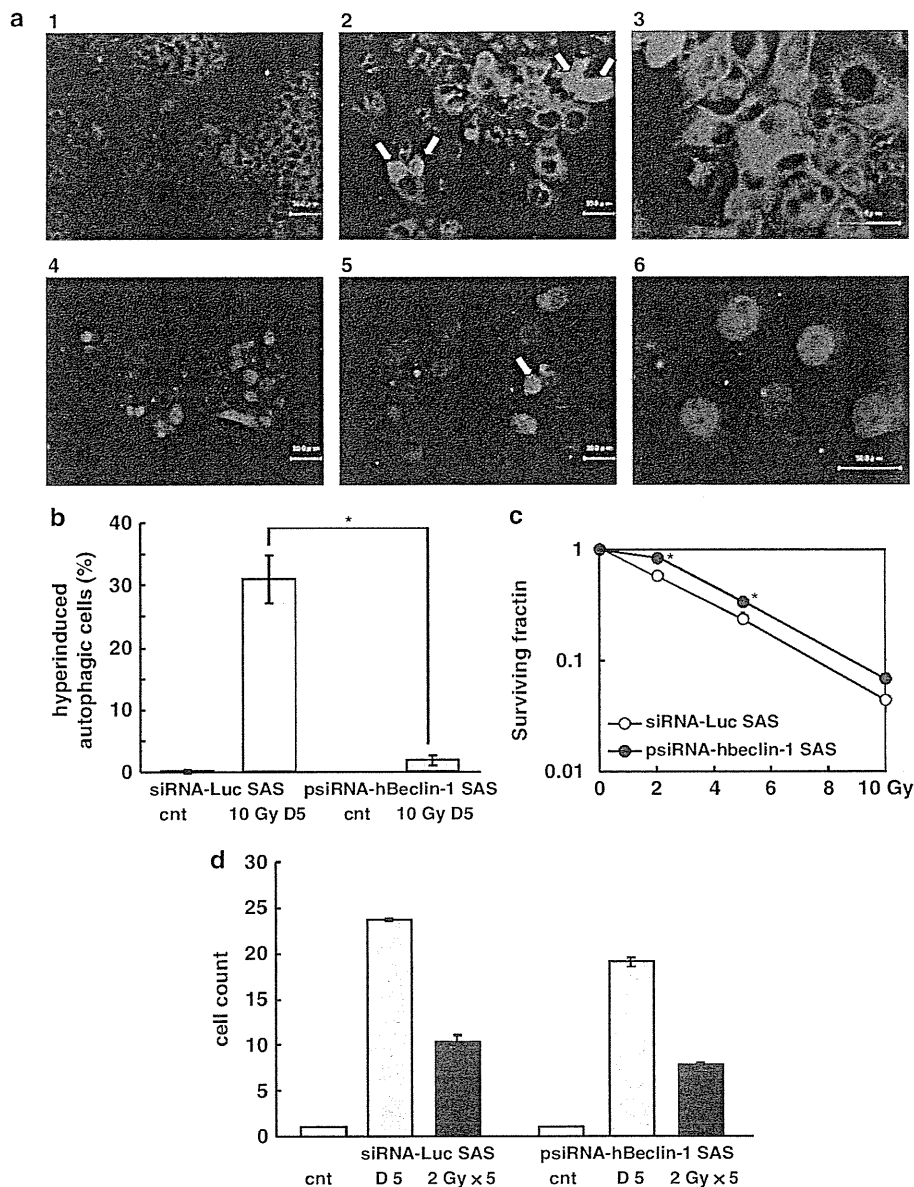 a
1
2
3
4
5
6
b
hyperinduced
autophagic cells (%)
40
30
20
10
0
*
siRNA-Luc SAS
psiRNA-hBeclin-1 SAS
cnt
10 Gy D5
cnt
10 Gy D5
c
Surviving fractin
1
0.1
0.01
*
*
siRNA-Luc SAS
psiRNA-hbeclin-1 SAS
0
2
4
6
8
10 Gy
d
cell count
30
25
20
15
10
5
0
siRNA-Luc SAS
psiRNA-hBeclin-1 SAS
cnt
D 5
2 Gy × 5
cnt
D 5
2 Gy × 5